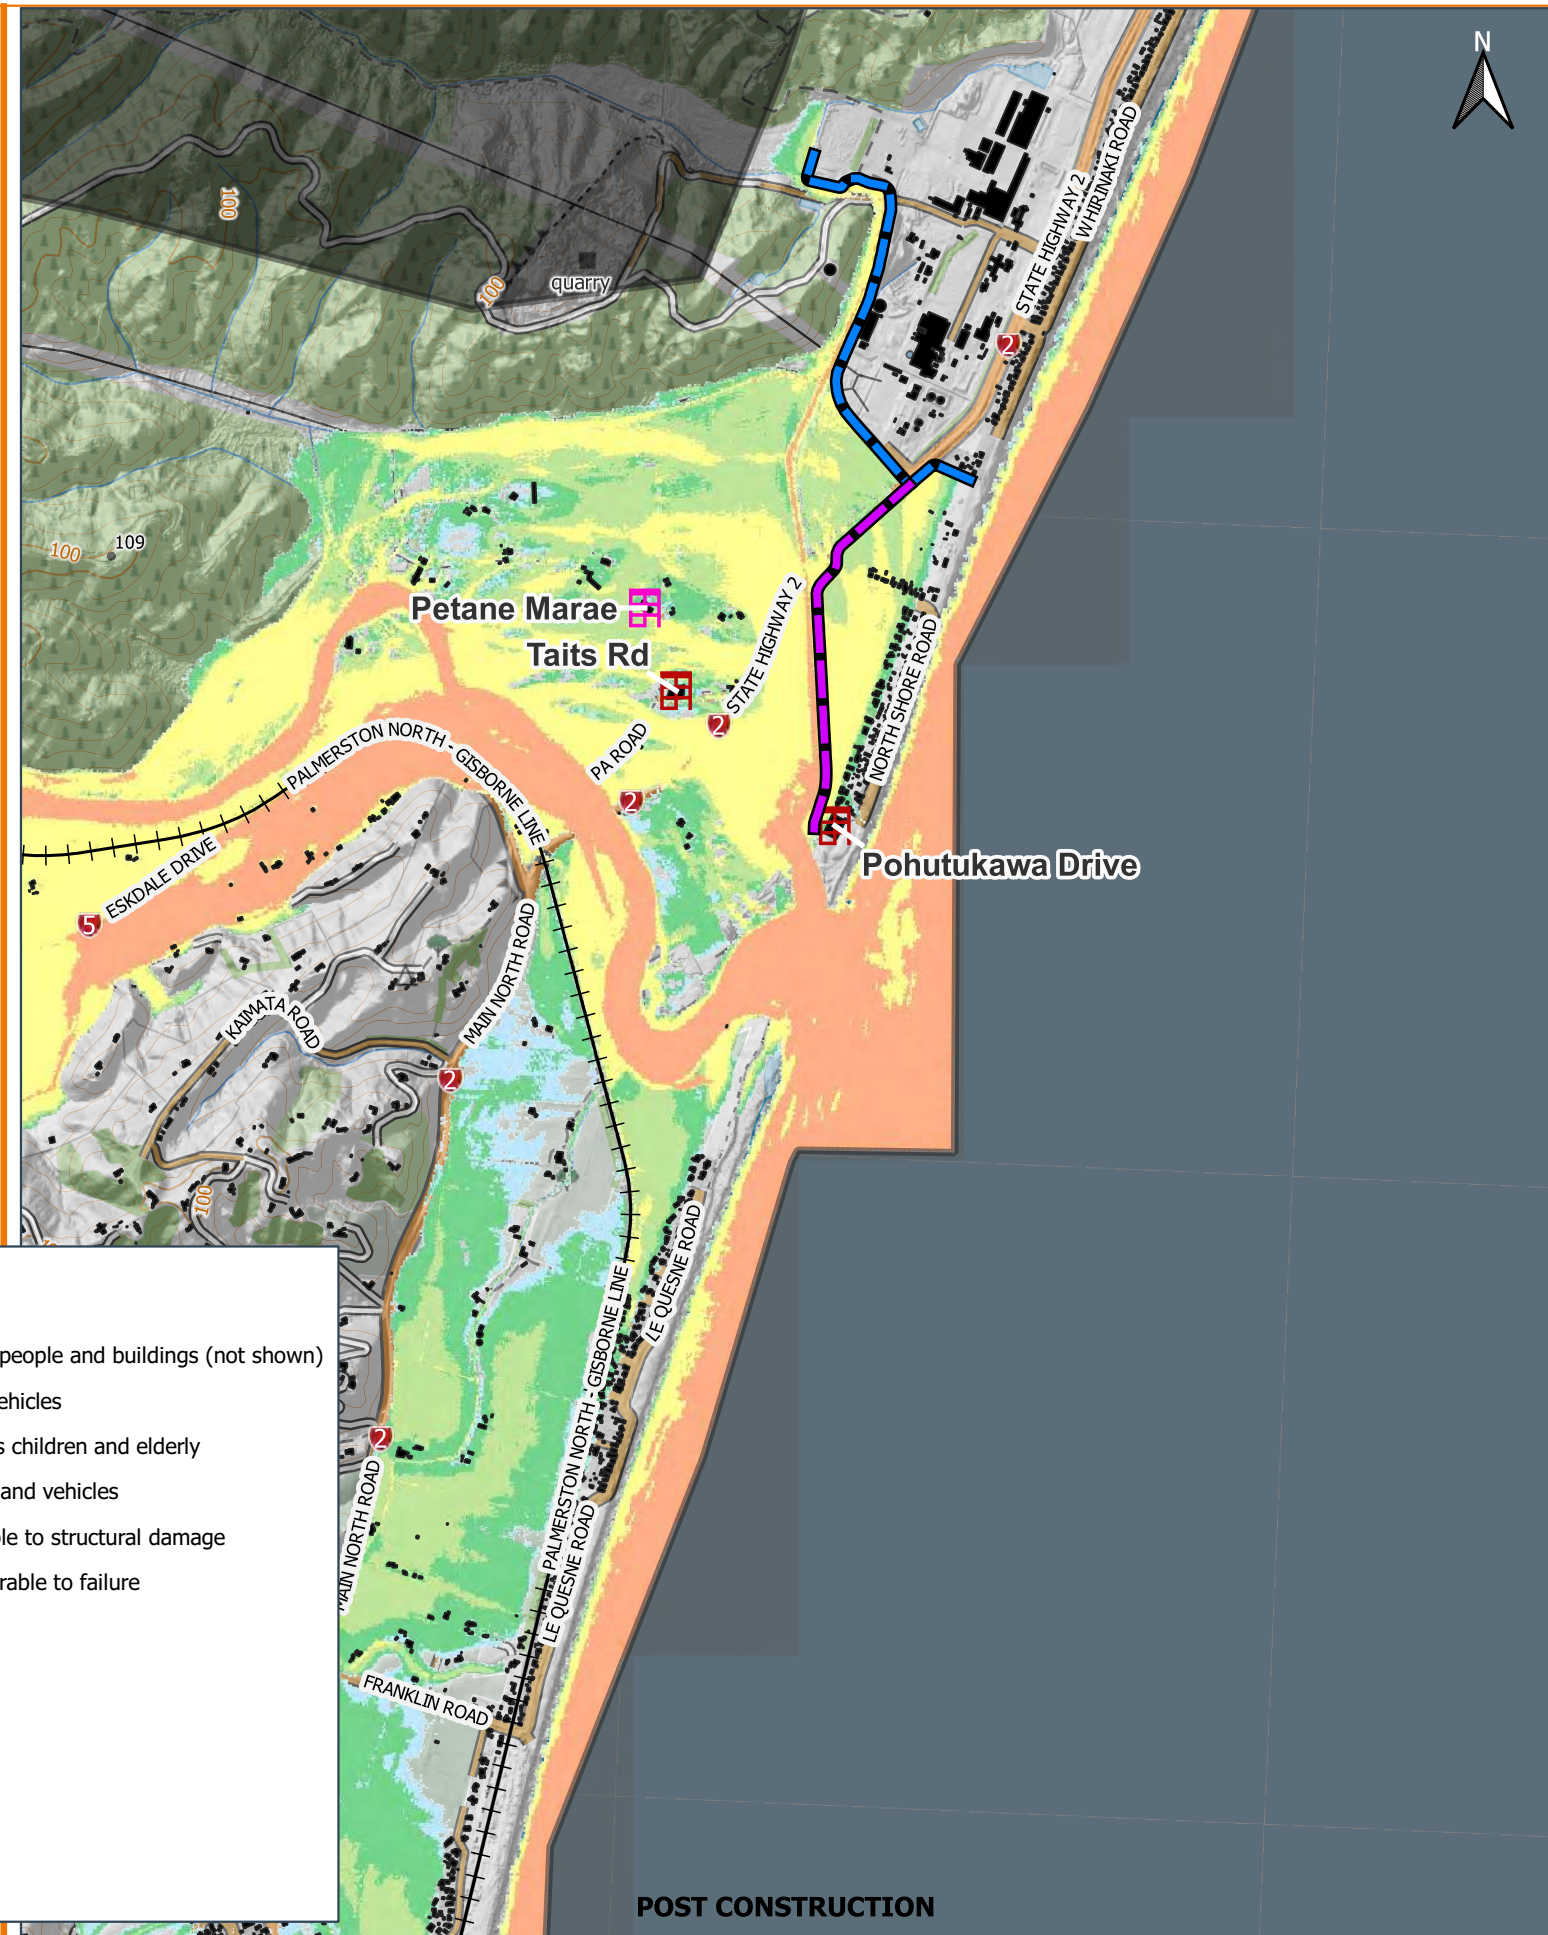 N
WHIRINAKI ROAD
STATE HIGHWAY 2
100
quarry
100
2
109
100
Petane Marae
STATE HIGHWAY 2
Taits Rd
NORTH SHORE ROAD
2
PALMERSTON NORTH - GISBORNE LINE
PA ROAD
2
ESKDALE DRIVE
Pohutukawa Drive
5
MAIN NORTH ROAD
KAIMATA ROAD
2
100
LE QUESNE ROAD
PALMERSTON NORTH - GISBORNE LINE
people and buildings (not shown)
ehicles
s children and elderly
2
and vehicles
le to structural damage
rable to failure
MAIN NORTH ROAD
LE QUESNE ROAD
FRANKLIN ROAD
POST CONSTRUCTION